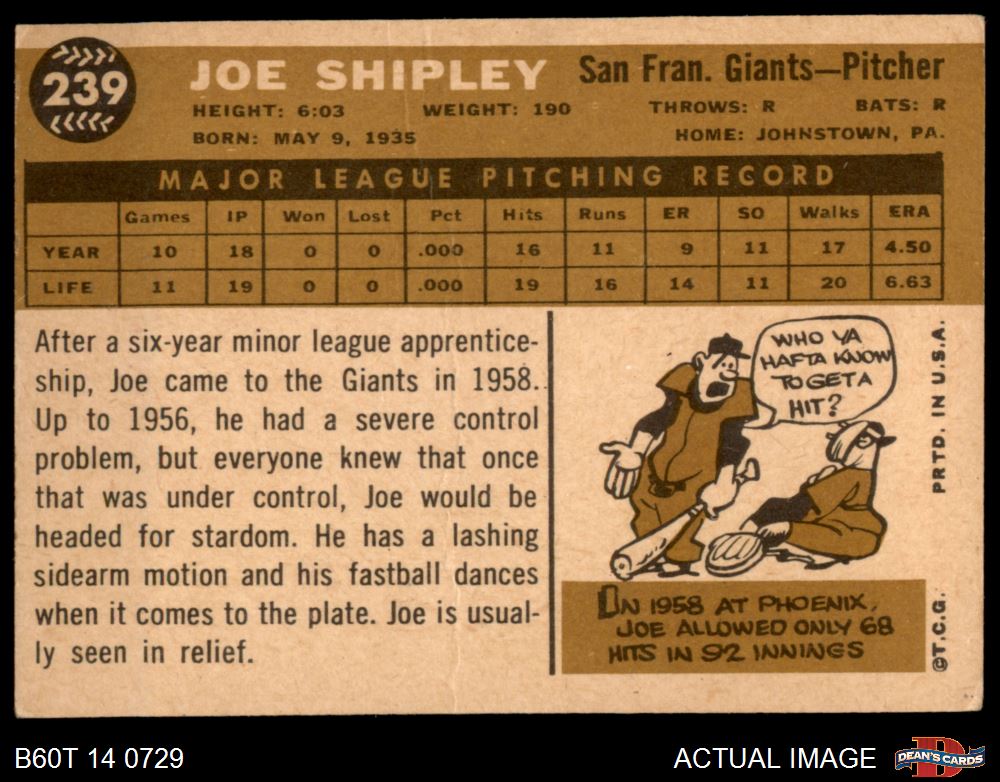 239
JOE SHIPLEY
San Fran. Giants—Pitcher
HEIGHT: 6:03 WEIGHT: 190 THROWS: R BATS: R
BORN: MAY 9, 1935 HOME: JOHNSTOWN, PA.
MAJOR LEAGUE PITCHING RECORD
Games IP Won Lost Pct Hits Runs ER SO Walks ERA
YEAR 10 18 0 0 .000 16 11 9 11 17 4.50
LIFE 11 19 0 0 .000 19 16 14 11 20 6.63
After a six-year minor league apprentice-
ship, Joe came to the Giants in 1958.
Up to 1956, he had a severe control
problem, but everyone knew that once
that was under control, Joe would be
headed for stardom. He has a lashing
sidearm motion and his fastball dances
when it comes to the plate. Joe is usual-
ly seen in relief.
WHO YA
HAFTA KNOW
TO GET A
HIT?
IN 1958 AT PHOENIX,
JOE ALLOWED ONLY 68
HITS IN 92 INNINGS
PRTD. IN U.S.A.
©T.C.G.
B60T 14 0729
ACTUAL IMAGE
D
DEAN'S CARDS